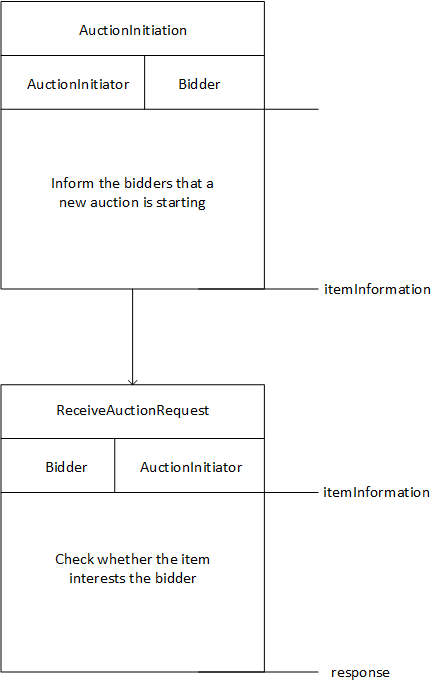 AuctionInitiation
AuctionInitiator
Bidder
Inform the bidders that a
new auction is starting
itemInformation
ReceiveAuctionRequest
Bidder
AuctionInitiator
itemInformation
Check whether the item
interests the bidder
response